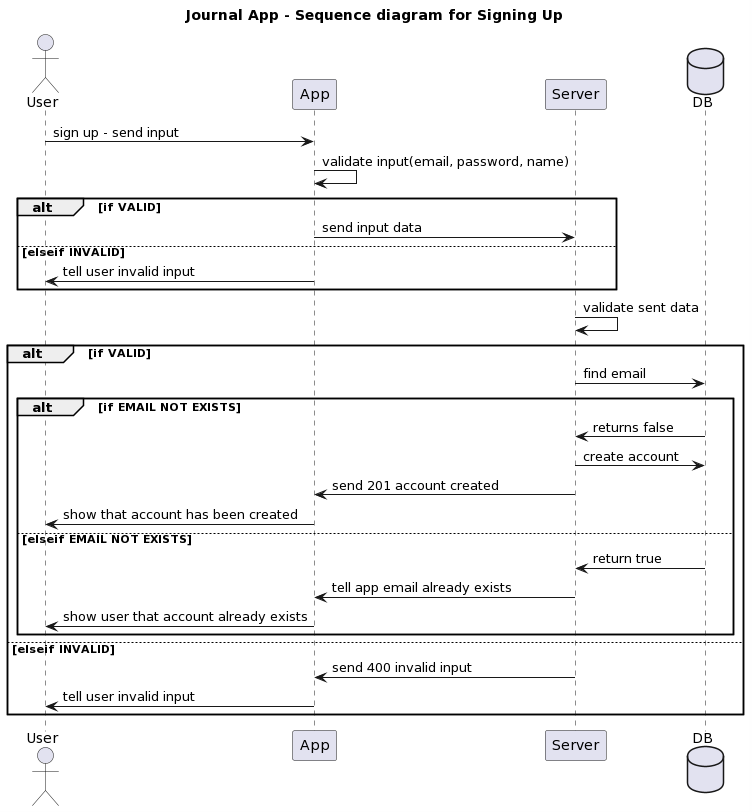 Journal App - Sequence diagram for Signing Up
User
App
Server
DB
sign up - send input
validate input(email, password, name)
alt [if VALID]
send input data
[elseif INVALID]
tell user invalid input
validate sent data
alt [if VALID]
find email
alt [if EMAIL NOT EXISTS]
returns false
create account
send 201 account created
show that account has been created
[elseif EMAIL NOT EXISTS]
return true
tell app email already exists
show user that account already exists
[elseif INVALID]
send 400 invalid input
tell user invalid input
User
App
Server
DB